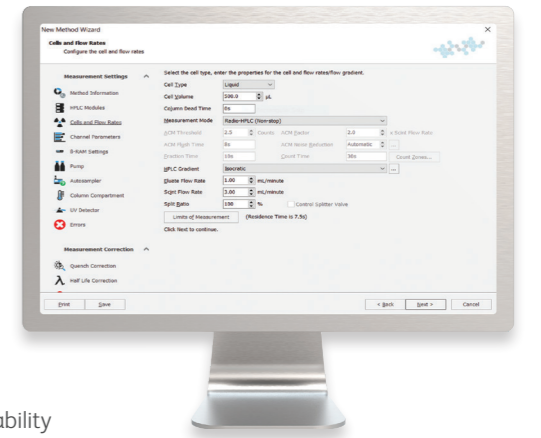 New Method Wizard
Cells and Flow Rates
Configure the cell and flow rates
Measurement Settings
Method Information
HPLC Modules
Cells and Flow Rates
Channel Parameters
β-RAM Settings
Pump
Autosampler
Column Compartment
UV Detector
Errors
Measurement Correction
Quench Correction
Half Life Correction
Select the cell type, enter the properties for the cell and flow rates/flow gradient.
Cell Type Liquid
Cell Volume 500.0 µL
Column Dead Time 0s
Measurement Mode Radio-HPLC (Non-stop)
ACM Threshold 2.5 Counts ACM Factor 2.0 x Scint Flow Rate
ACM Flush Time 8s ACM Noise Reduction Automatic ...
Fraction Time 10s Count Time 30s Count Zones...
HPLC Gradient Isocratic ...
Eluate Flow Rate 1.00 mL/minute
Scint Flow Rate 3.00 mL/minute
Split Ratio 100 % Control Splitter Valve
Limits of Measurement (Residence Time is 7.5s)
Click Next to continue.
Print Save < Back Next > Cancel
ability